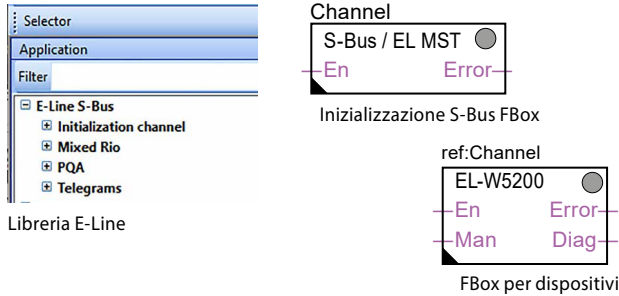 Selector
Application
Filter
E-Line S-Bus
Initialization channel
Mixed Rio
PQA
Telegrams
Libreria E-Line
Channel
S-Bus / EL MST
En Error
Inizializzazione S-Bus FBox
ref:Channel
EL-W5200
En Error
Man Diag
FBox per dispositivi